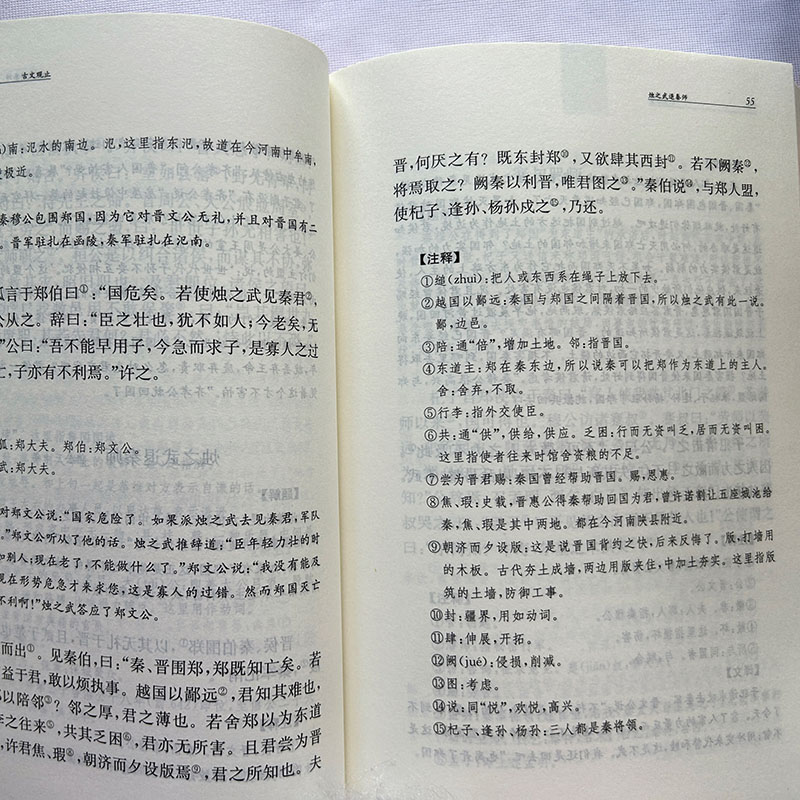 古文观止
南：氾水的南边。氾，这里指东氾，故道在今河南中牟南，
极近。
秦穆公包围郑国，因为它对晋文公无礼，并且对晋国有二
。晋军驻扎在函陵，秦军驻扎在氾南。
狐言于郑伯曰①：“国危矣。若使烛之武见秦君②，
公从之。辞曰：“臣之壮也，犹不如人；今老矣，无
”公曰：“吾不能早用子，今急而求子，是寡人之过
亡，子亦有不利焉。”许之。
狐：郑大夫。郑伯：郑文公。
武：郑大夫。
对郑文公说：“国家危险了。如果派烛之武去见秦君，军队
”郑文公听从了他的话。烛之武推辞道：“臣年轻力壮的时
如别人；现在老了，不能做什么了。”郑文公说：“我没有能及
现在形势危急才来求您，这是寡人的过错。然而郑国灭亡
不利啊！”烛之武答应了郑文公。
而出①。见秦伯，曰：“秦、晋围郑，郑既知亡矣。若
益于君，敢以烦执事。越国以鄙远②，君知其难也，
以陪邻③？邻之厚，君之薄也。若舍郑以为东道
李之往来⑤，共其乏困⑥，君亦无所害。且君尝为晋
，许君焦、瑕⑧，朝济而夕设版焉⑨，君之所知也。夫
烛之武退秦师 55
晋，何厌之有？既东封郑⑩，又欲肆其西封⑪。若不阙秦⑫，
将焉取之？阙秦以利晋，唯君图之⑬。”秦伯说⑭，与郑人盟，
使杞子、逢孙、杨孙戍之⑮，乃还。
【注释】
①缒(zhuì)：把人或东西系在绳子上放下去。
②越国以鄙远：秦国与郑国之间隔着晋国，所以烛之武有此一说。
鄙，边邑。
③陪：通“倍”，增加土地。邻：指晋国。
④东道主：郑在秦东边，所以说秦可以把郑作为东道上的主人。
舍：舍弃，不取。
⑤行李：指外交使臣。
⑥共：通“供”，供给，供应。乏困：行而无资叫乏，居而无资叫困。
这里指使者往来时馆舍资粮的不足。
⑦尝为晋君赐：秦国曾经帮助晋国。赐，恩惠。
⑧焦、瑕：史载，晋惠公得秦帮助回国为君，曾许诺割让五座城池给
秦，焦、瑕是其中两地。都在今河南陕县附近。
⑨朝济而夕设版：这是说晋国背约之快，后来反悔了。版，打墙用
的木板。古代夯土成墙，两边用版来住，中加土夯实。这里指版
筑的土墙，防御工事。
⑩封：疆界，用如动词。
⑪肆：伸展，开拓。
⑫阙(jué)：侵损，削减。
⑬图：考虑。
⑭说：同“悦”，欢悦，高兴。
⑮杞子、逢孙、杨孙：三人都是秦将领。